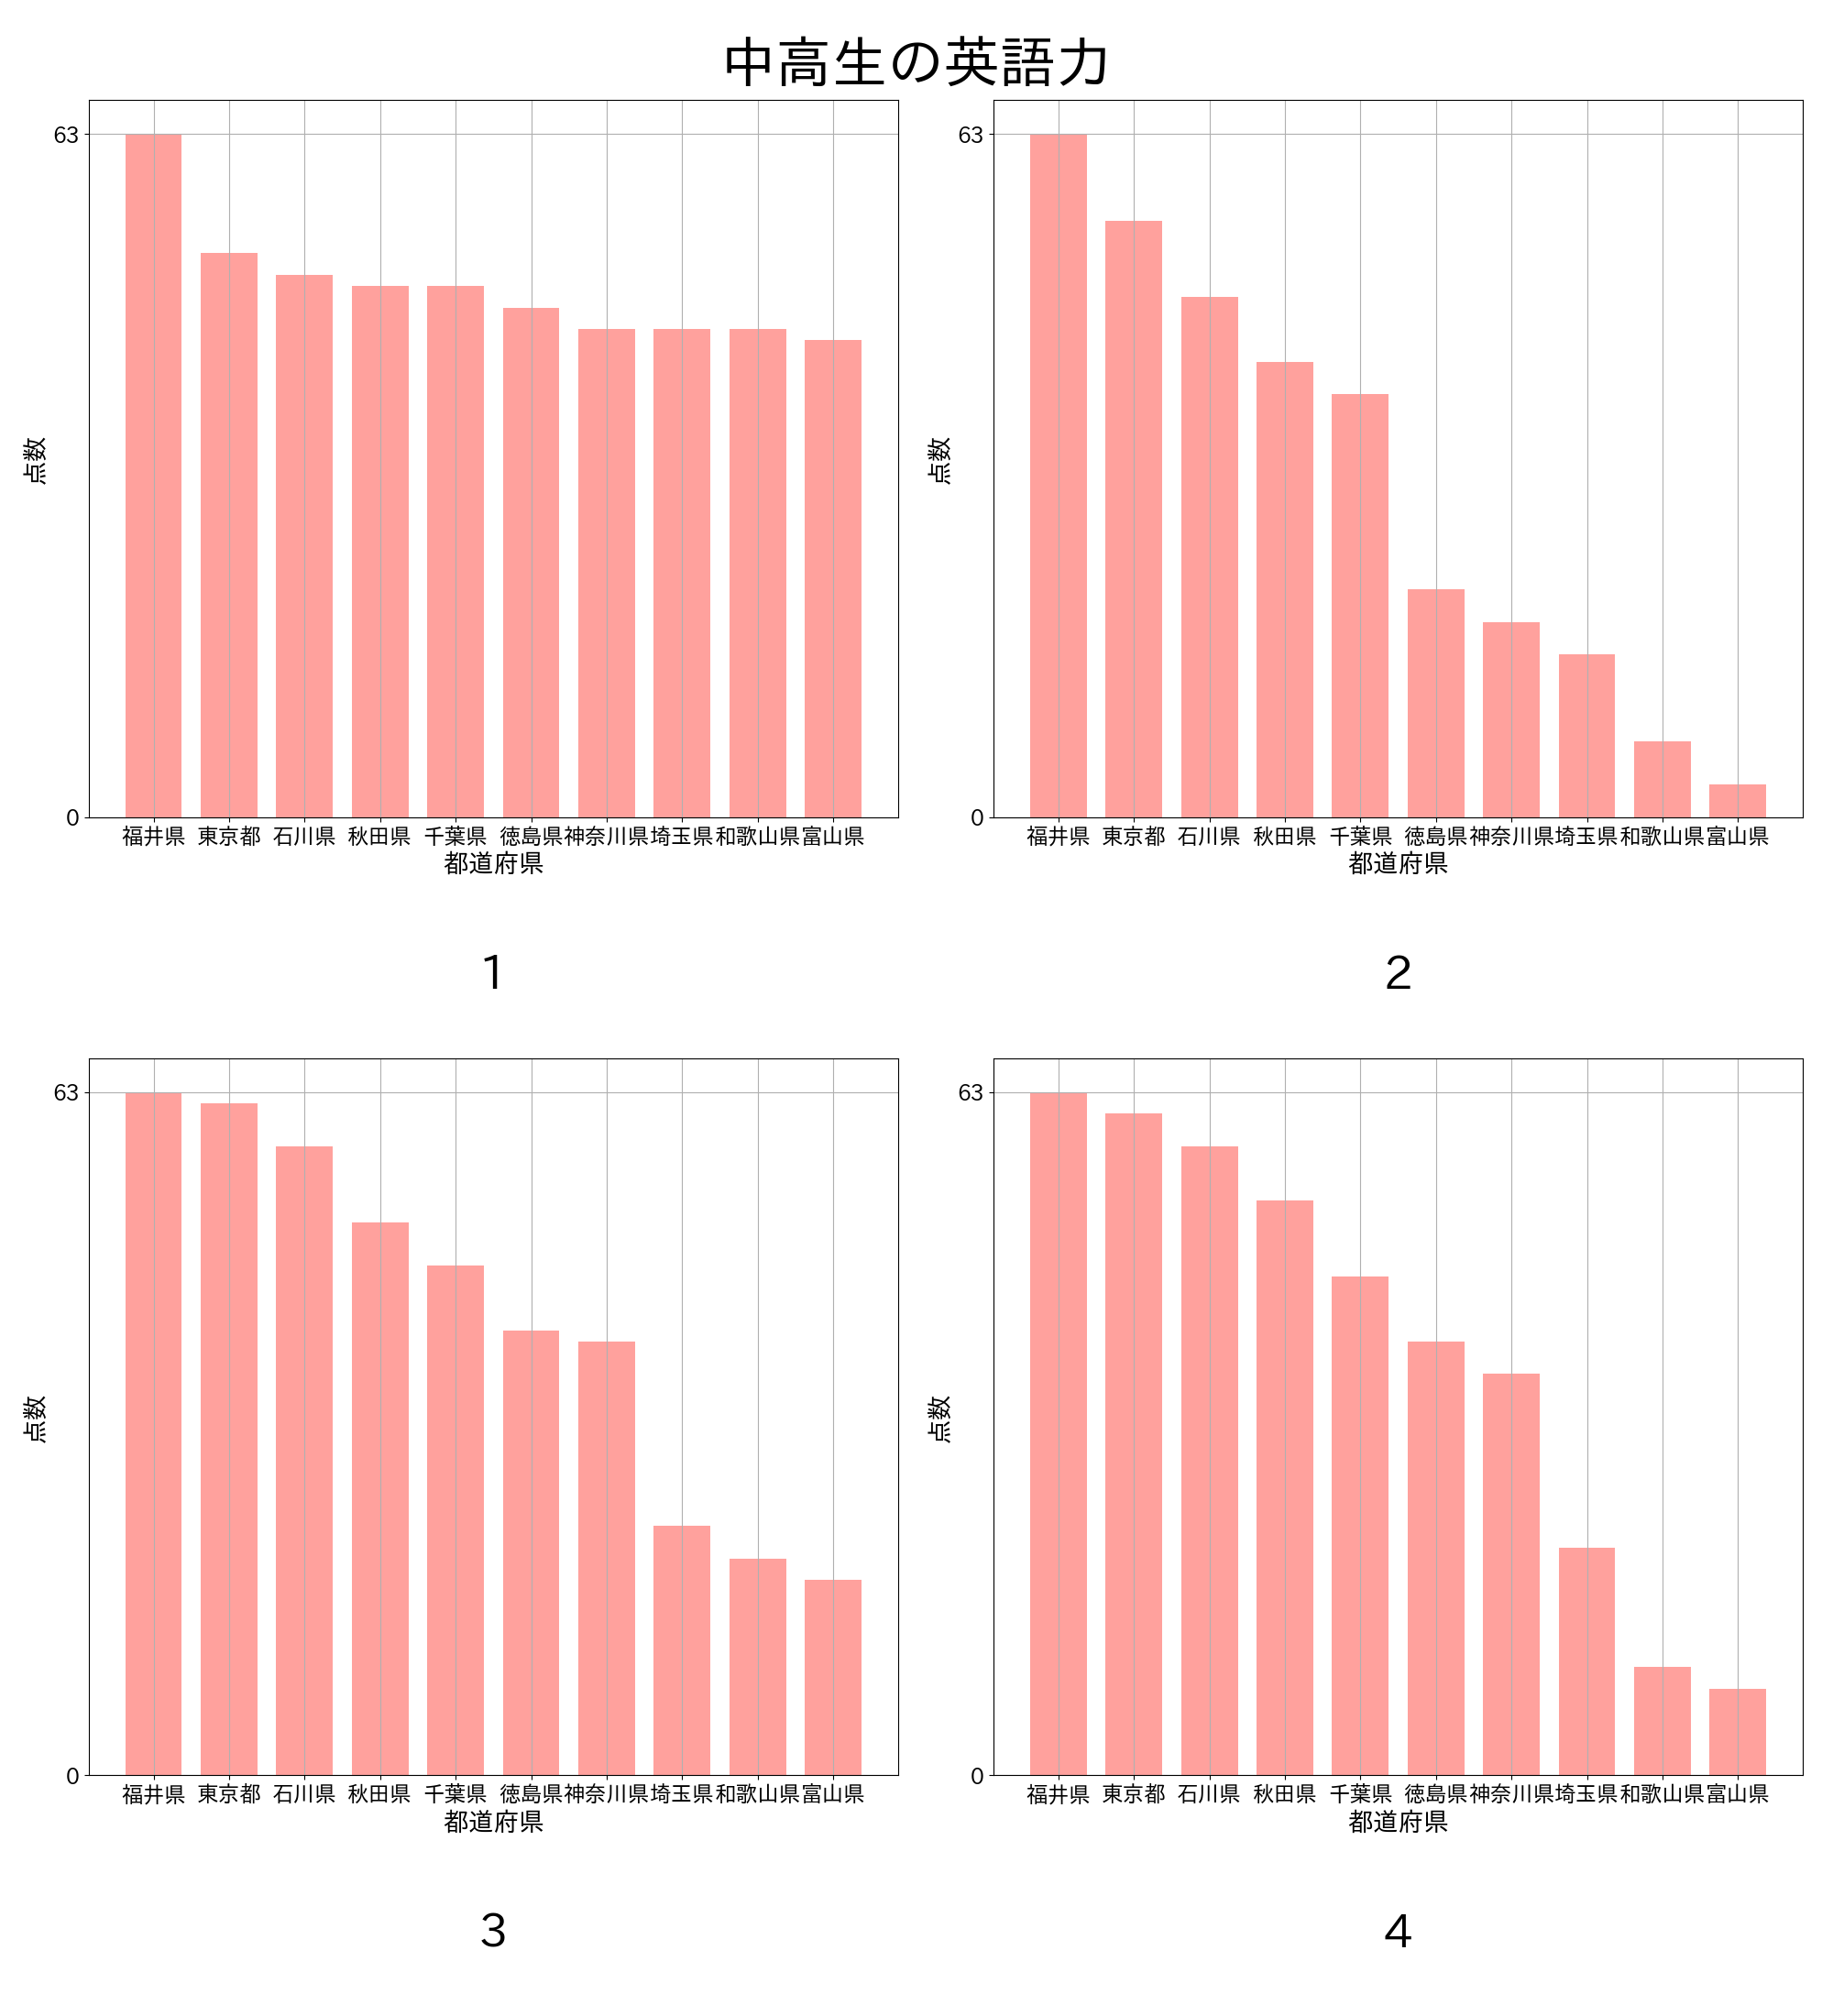 中高生の英語力
63
0
点数
福井県 東京都 石川県 秋田県 千葉県 徳島県 神奈川県 埼玉県 和歌山県 富山県
都道府県
1
63
0
点数
福井県 東京都 石川県 秋田県 千葉県 徳島県 神奈川県 埼玉県 和歌山県 富山県
都道府県
2
63
0
点数
福井県 東京都 石川県 秋田県 千葉県 徳島県 神奈川県 埼玉県 和歌山県 富山県
都道府県
3
63
0
点数
福井県 東京都 石川県 秋田県 千葉県 徳島県 神奈川県 埼玉県 和歌山県 富山県
都道府県
4